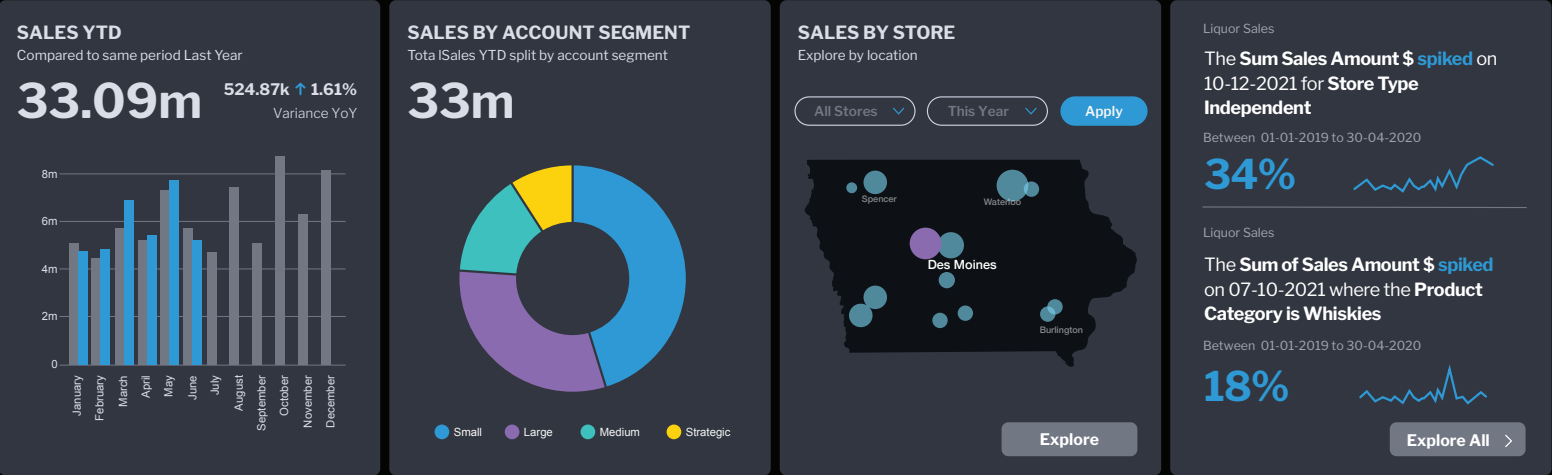 SALES YTD
Compared to same period Last Year
33.09m
524.87k ↑ 1.61%
Variance YoY
8m
6m
4m
2m
0
January
February
March
April
May
June
July
August
September
October
November
December
SALES BY ACCOUNT SEGMENT
Tota lSales YTD split by account segment
33m
Small
Large
Medium
Strategic
SALES BY STORE
Explore by location
All Stores
This Year
Apply
Spencer
Waterloo
Des Moines
Burlington
Explore
Liquor Sales
The Sum Sales Amount $ spiked on
10-12-2021 for Store Type
Independent
Between 01-01-2019 to 30-04-2020
34%
Liquor Sales
The Sum of Sales Amount $ spiked
on 07-10-2021 where the Product
Category is Whiskies
Between 01-01-2019 to 30-04-2020
18%
Explore All